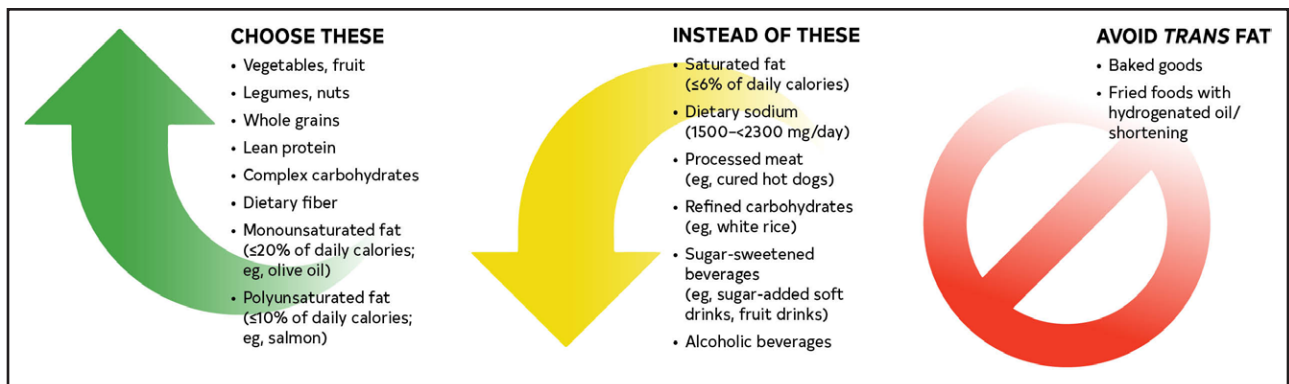 CHOOSE THESE
• Vegetables, fruit
• Legumes, nuts
• Whole grains
• Lean protein
• Complex carbohydrates
• Dietary fiber
• Monounsaturated fat
(≤20% of daily calories;
eg, olive oil)
• Polyunsaturated fat
(≤10% of daily calories;
eg, salmon)
INSTEAD OF THESE
• Saturated fat
(≤6% of daily calories)
• Dietary sodium
(1500–<2300 mg/day)
• Processed meat
(eg, cured hot dogs)
• Refined carbohydrates
(eg, white rice)
• Sugar-sweetened
beverages
(eg, sugar-added soft
drinks, fruit drinks)
• Alcoholic beverages
AVOID TRANS FAT
• Baked goods
• Fried foods with
hydrogenated oil/
shortening